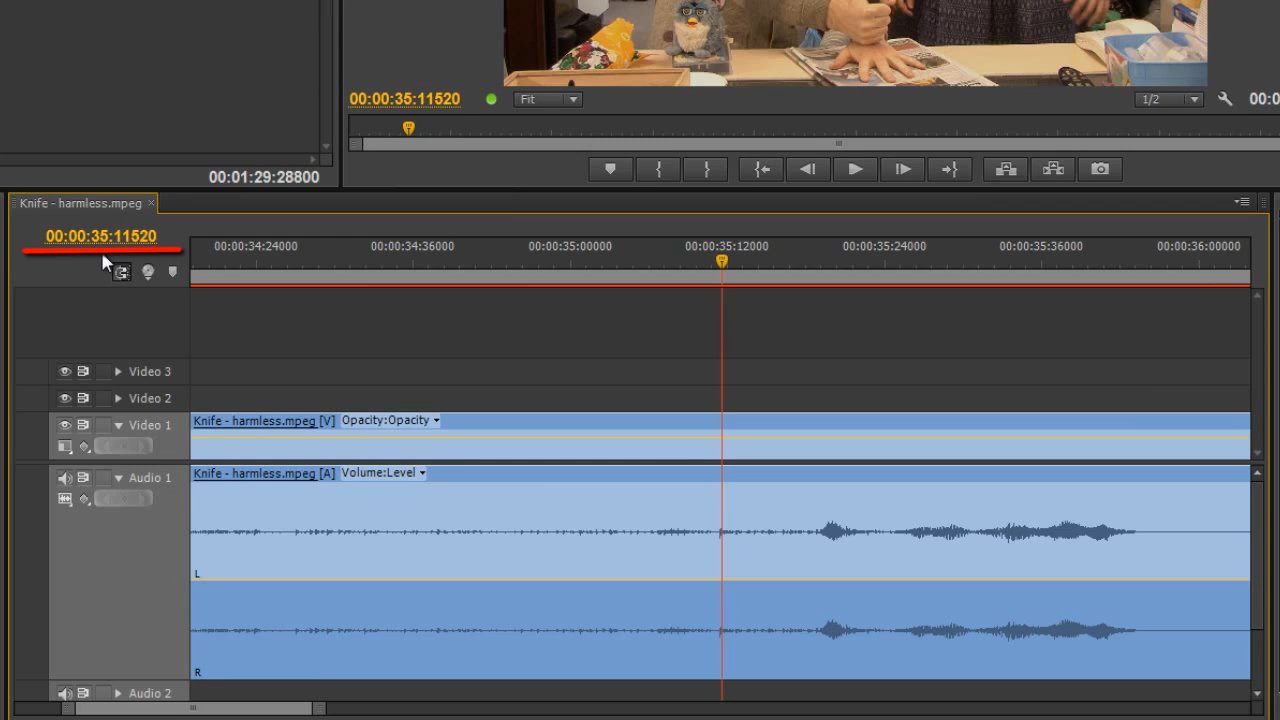 00:00:35:11520
Fit
1/2
00:0
00:01:29:28800
Knife - harmless.mpeg
00:00:35:11520
00:00:34:24000
00:00:34:36000
00:00:35:00000
00:00:35:12000
00:00:35:24000
00:00:35:36000
00:00:36:00000
Video 3
Video 2
Video 1
Knife - harmless.mpeg [V] Opacity:Opacity
Audio 1
Knife - harmless.mpeg [A] Volume:Level
L
R
Audio 2